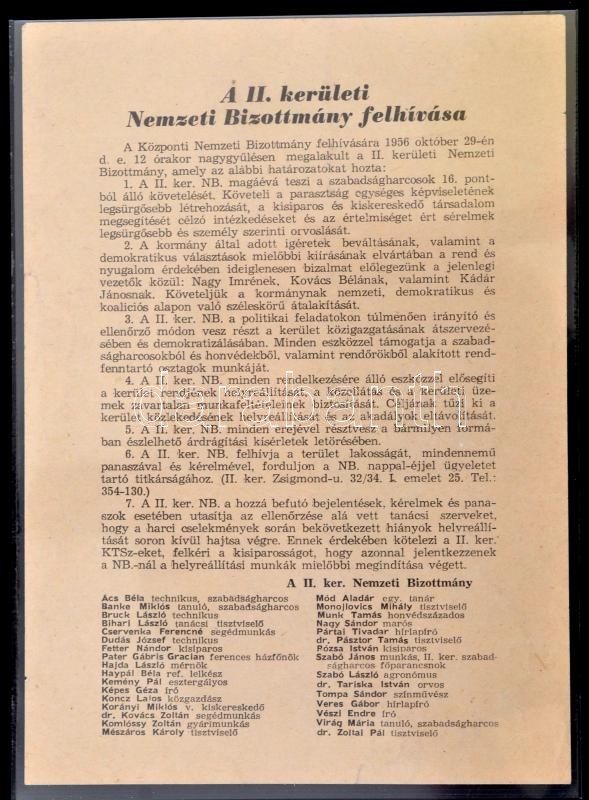 A II. kerületi
Nemzeti Bizottmány felhívása
A Központi Nemzeti Bizottmány felhívására 1956 október 29-én
d. e. 12 órakor nagygyűlésen megalakult a II. kerületi Nemzeti
Bizottmány, amely az alábbi határozatokat hozta:
1. A II. ker. NB. magáévá teszi a szabadságharcosok 16. pont-
ból álló követelését. Követeli a parasztság egységes képviseletének
legsürgősebb létrehozását, a kisiparos és kiskereskedő társadalom
megsegítését célzó intézkedéseket és az értelmiséget ért sérelmek
legsürgősebb és személy szerinti orvoslását.
2. A kormány által adott igéretek beváltásának, valamint a
demokratikus választások mielőbbi kiírásának elvártában a rend és
nyugalom érdekében ideiglenesen bizalmat előlegezünk a jelenlegi
vezetők közül: Nagy Imrének, Kovács Bélának, valamint Kádár
Jánosnak. Követeljük a kormánynak nemzeti, demokratikus és
koalíciós alapon való széleskörű átalakítását.
3. A II. ker. NB. a politikai feladatokon túlmenően irányító és
ellenőrző módon vesz részt a kerület közigazgatásának átszervezé-
sében és demokratizálásában. Minden eszközzel támogatja a szabad-
ságharcosokból és honvédekből, valamint rendőrökből alakított rend-
fenntartó osztagok munkáját.
4. A II. ker. NB. minden rendelkezésére álló eszközzel elősegíti
a kerület rendjének helyreállítását, a közellátás és a kerületi üze-
mek zavartalan munkafeltételeinek biztosítását. Céljának tűzi ki a
kerület közlekedésének helyreállítását és az akadályok eltávolítását.
5. A II. ker. NB. minden erejével résztvesz a bármilyen formá-
ban észlelhető árdrágítási kísérletek letörésében.
6. A II. ker. NB. felhívja a terület lakosságát, mindennemű
panaszával és kérelmével, forduljon a NB. nappal-éjjel ügyeletet
tartó titkárságához. (II. ker. Zsigmond-u. 32/34. I. emelet 25. Tel.:
354-130.)
7. A II. ker. NB. a hozzá befutó bejelentések, kérelmek és pana-
szok esetében utasítja az ellenőrzése alá vett tanácsi szerveket,
hogy a harci cselekmények során bekövetkezett hiányok helyreállí-
tását soron kívül hajtsa végre. Ennek érdekében kötelezi a II. ker.
KTSz-eket, felkéri a kisiparosságot, hogy azonnal jelentkezzenek
a NB.-nál a helyreállítási munkák mielőbbi megindítása végett.
A II. ker. Nemzeti Bizottmány
Ács Béla technikus, szabadságharcos
Banke Miklós tanuló, szabadságharcos
Bruck László technikus
Bihari László tanácsi tisztviselő
Cservenka Ferencné segédmunkás
Dudás József technikus
Fetter Nándor kisiparos
Pater Gábris Gracian ferences házfőnök
Hajda László mérnök
Haypál Béla ref. lelkész
Kemény Pál esztergályos
Képes Géza író
Koncz Lajos közgazdász
Korányi Miklós v. kiskereskedő
dr. Kovács Zoltán segédmunkás
Komlóssy Zoltán gyárimunkás
Mészáros Károly tisztviselő
Mód Aladár egy. tanár
Monojlovics Mihály tisztviselő
Munk Tamás honvédszázados
Nagy Sándor marós
Pártai Tivadar hírlapíró
dr. Pásztor Tamás tisztviselő
Pózsa István kisiparos
Szabó János munkás, II. ker. szabad-
ságharcos főparancsnok
Szabó László agronómus
dr. Tariska István orvos
Tompa Sándor színművész
Veres Gábor hírlapíró
Vészi Endre író
Virág Mária tanuló, szabadságharcos
dr. Zoltai Pál tisztviselő